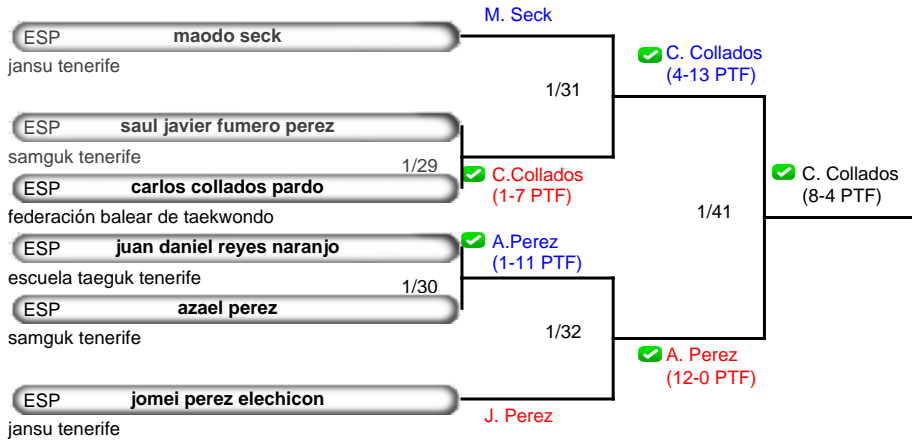 M. Seck
ESP maodo seck
jansu tenerife
C. Collados
(4-13 PTF)
1/31
ESP saul javier fumero perez
samguk tenerife
1/29
ESP carlos collados pardo
C.Collados
(1-7 PTF)
federación balear de taekwondo
C. Collados
(8-4 PTF)
1/41
ESP juan daniel reyes naranjo
A.Perez
(1-11 PTF)
escuela taeguk tenerife
1/30
ESP azael perez
samguk tenerife
1/32
A. Perez
(12-0 PTF)
ESP jomei perez elechicon
J. Perez
jansu tenerife